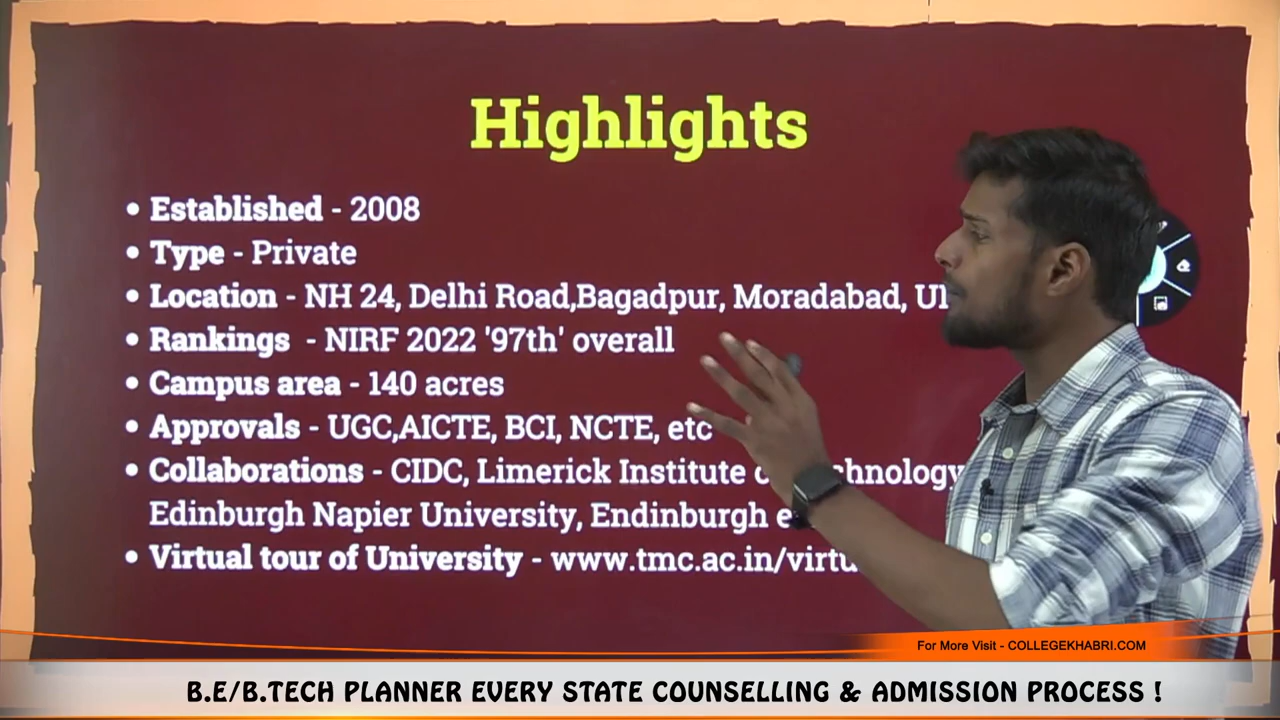 Highlights
• Established - 2008
• Type - Private
• Location - NH 24, Delhi Road,Bagadpur, Moradabad,
• Rankings - NIRF 2022 '97th' overall
• Campus area - 140 acres
• Approvals - UGC,AICTE, BCI, NCTE, etc
• Collaborations - CIDC, Limerick Institute
Edinburgh Napier University, Endinburgh
• Virtual tour of University - www.tmc.ac.in/virtu
For More Visit - COLLEGEKHABRI.COM
B.E/B.TECH PLANNER EVERY STATE COUNSELLING & ADMISSION PROCESS !